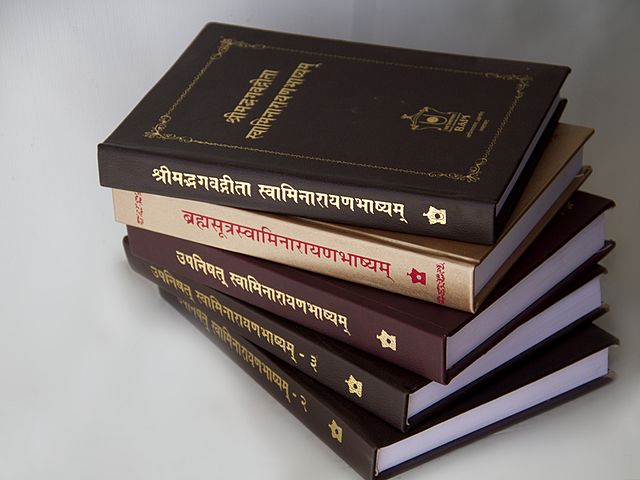 श्रीमद्भगवद्गीता
स्वामिनारायणभाष्यम्
BAPS
श्रीमद्भगवद्गीता स्वामिनारायणभाष्यम्
ब्रह्मसूत्रस्वामिनारायणभाष्यम्
उपनिषत् स्वामिनारायणभाष्यम्
उपनिषत् स्वामिनारायणभाष्यम् - ३
उपनिषत् स्वामिनारायणभाष्यम् - २